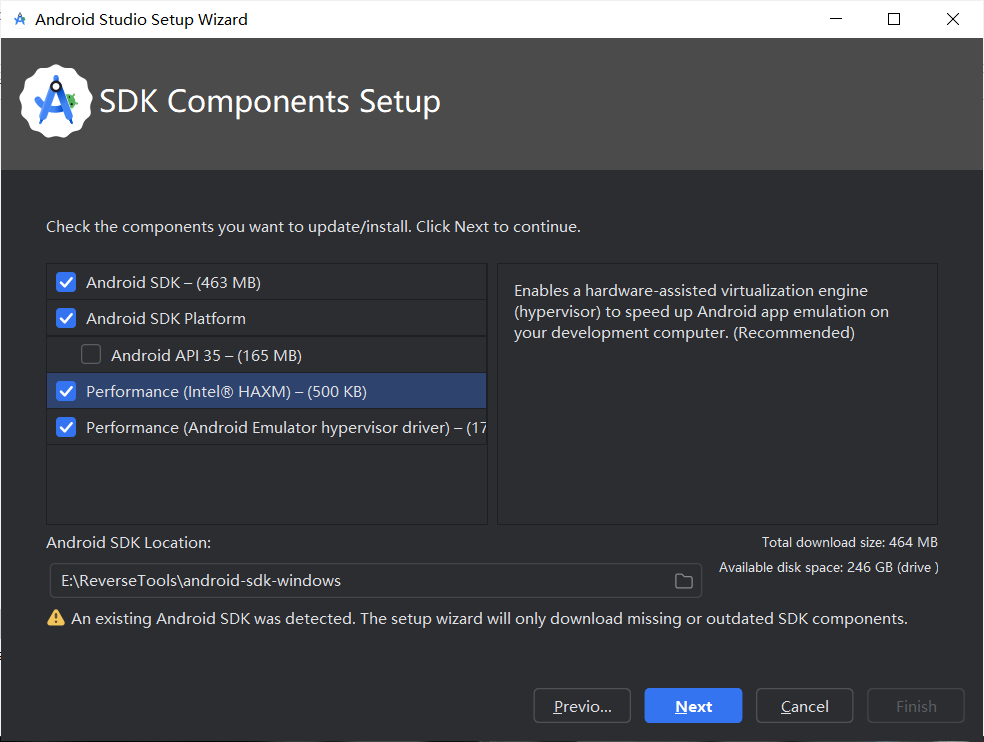 Android Studio Setup Wizard
SDK Components Setup
Check the components you want to update/install. Click Next to continue.
Android SDK – (463 MB)
Android SDK Platform
Android API 35 – (165 MB)
Performance (Intel® HAXM) – (500 KB)
Performance (Android Emulator hypervisor driver) – (17
Enables a hardware-assisted virtualization engine
(hypervisor) to speed up Android app emulation on
your development computer. (Recommended)
Android SDK Location:
Total download size: 464 MB
Available disk space: 246 GB (drive )
E:\ReverseTools\android-sdk-windows
An existing Android SDK was detected. The setup wizard will only download missing or outdated SDK components.
Previo...
Next
Cancel
Finish